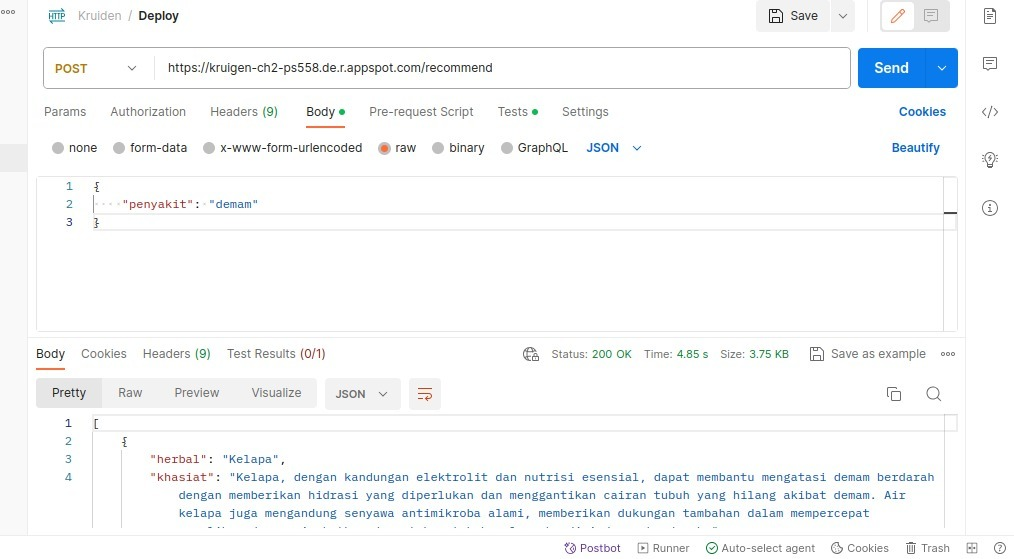 Kruiden / Deploy
Save
POST
https://kruigen-ch2-ps558.de.r.appspot.com/recommend
Send
Params Authorization Headers (9) Body Pre-request Script Tests Settings Cookies
none form-data x-www-form-urlencoded raw binary GraphQL JSON Beautify
1 {
2 ····"penyakit":·"demam"
3 }
Body Cookies Headers (9) Test Results (0/1) Status: 200 OK Time: 4.85 s Size: 3.75 KB Save as example
Pretty Raw Preview Visualize JSON
1 [
2 {
3 "herbal": "Kelapa",
4 "khasiat": "Kelapa, dengan kandungan elektrolit dan nutrisi esensial, dapat membantu mengatasi demam berdarah
dengan memberikan hidrasi yang diperlukan dan menggantikan cairan tubuh yang hilang akibat demam. Air
kelapa juga mengandung senyawa antimikroba alami, memberikan dukungan tambahan dalam mempercepat
Postbot Runner Auto-select agent Cookies Trash